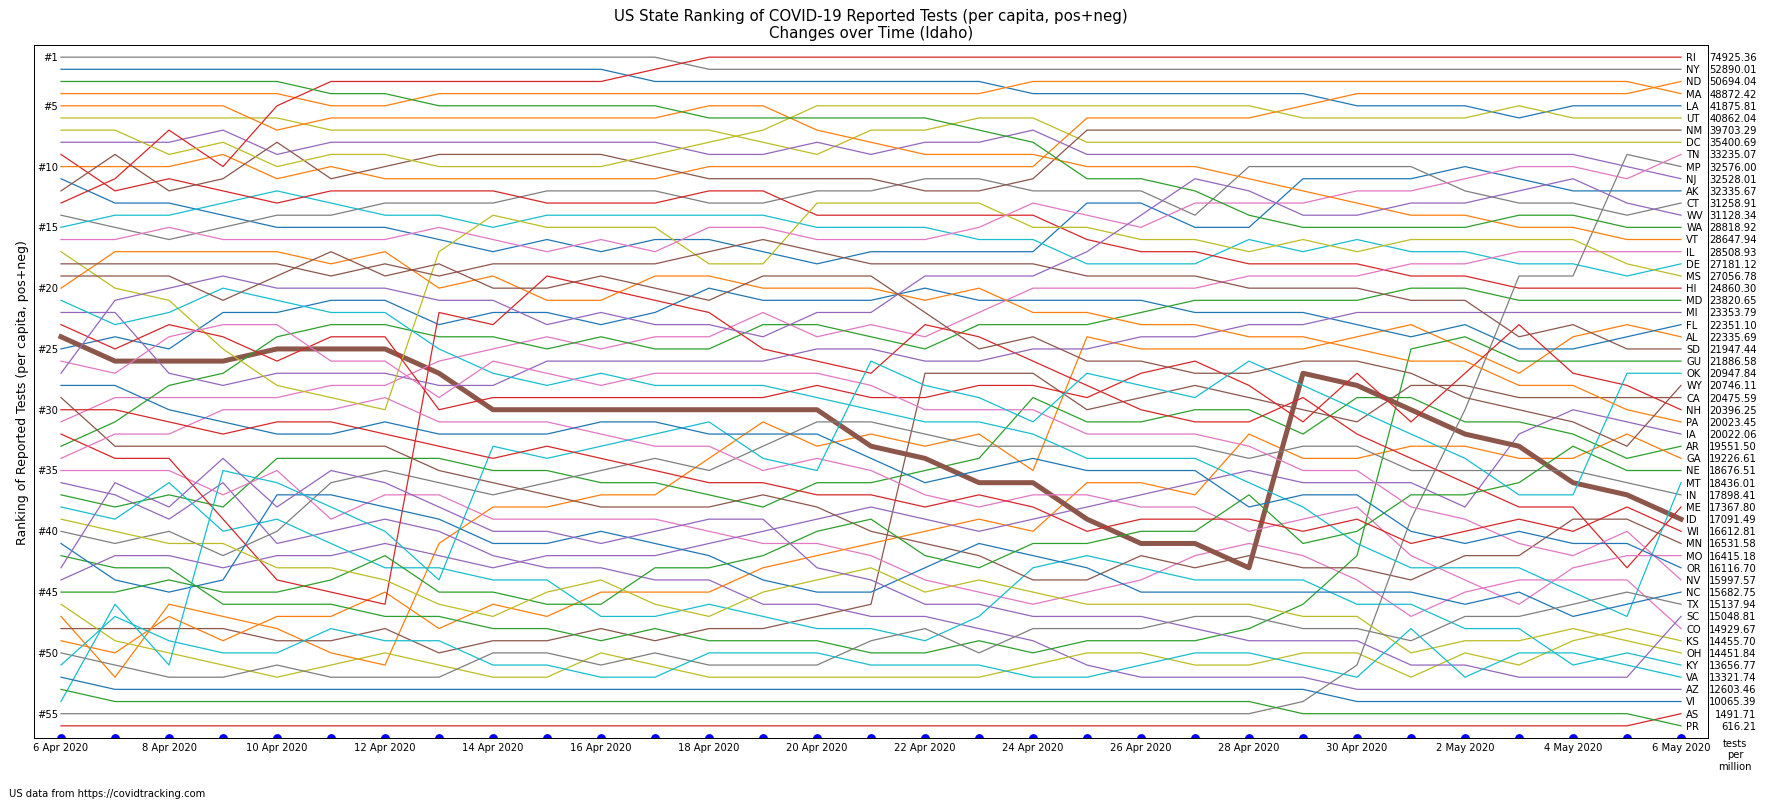 US State Ranking of COVID-19 Reported Tests (per capita, pos+neg)
Changes over Time (Idaho)
Ranking of Reported Tests (per capita, pos+neg)
#1
#5
#10
#15
#20
#25
#30
#35
#40
#45
#50
#55
RI 74925.36
NY 52890.01
ND 50694.04
MA 48872.42
LA 41875.81
UT 40862.04
NM 39703.29
DC 35400.69
TN 33235.07
MP 32576.00
NJ 32528.01
AK 32335.67
CT 31258.91
WV 31128.34
WA 28818.92
VT 28647.94
IL 28508.93
DE 27181.12
MS 27056.78
HI 24860.30
MD 23820.65
MI 23353.79
FL 22351.10
AL 22335.69
SD 21947.44
GU 21886.58
OK 20947.84
WY 20746.11
CA 20475.59
NH 20396.25
PA 20023.45
IA 20022.06
AR 19551.50
GA 19226.61
NE 18676.51
MT 18436.01
IN 17898.41
ME 17367.80
ID 17091.49
WI 16612.81
MN 16531.58
MO 16415.18
OR 16116.70
NV 15997.57
NC 15682.75
TX 15137.94
SC 15048.81
CO 14929.67
KS 14455.70
OH 14451.84
KY 13656.77
VA 13321.74
AZ 12603.46
VI 10065.39
AS 1491.71
PR 616.21
6 Apr 2020 8 Apr 2020 10 Apr 2020 12 Apr 2020 14 Apr 2020 16 Apr 2020 18 Apr 2020 20 Apr 2020 22 Apr 2020 24 Apr 2020 26 Apr 2020 28 Apr 2020 30 Apr 2020 2 May 2020 4 May 2020 6 May 2020
tests
per
million
US data from https://covidtracking.com